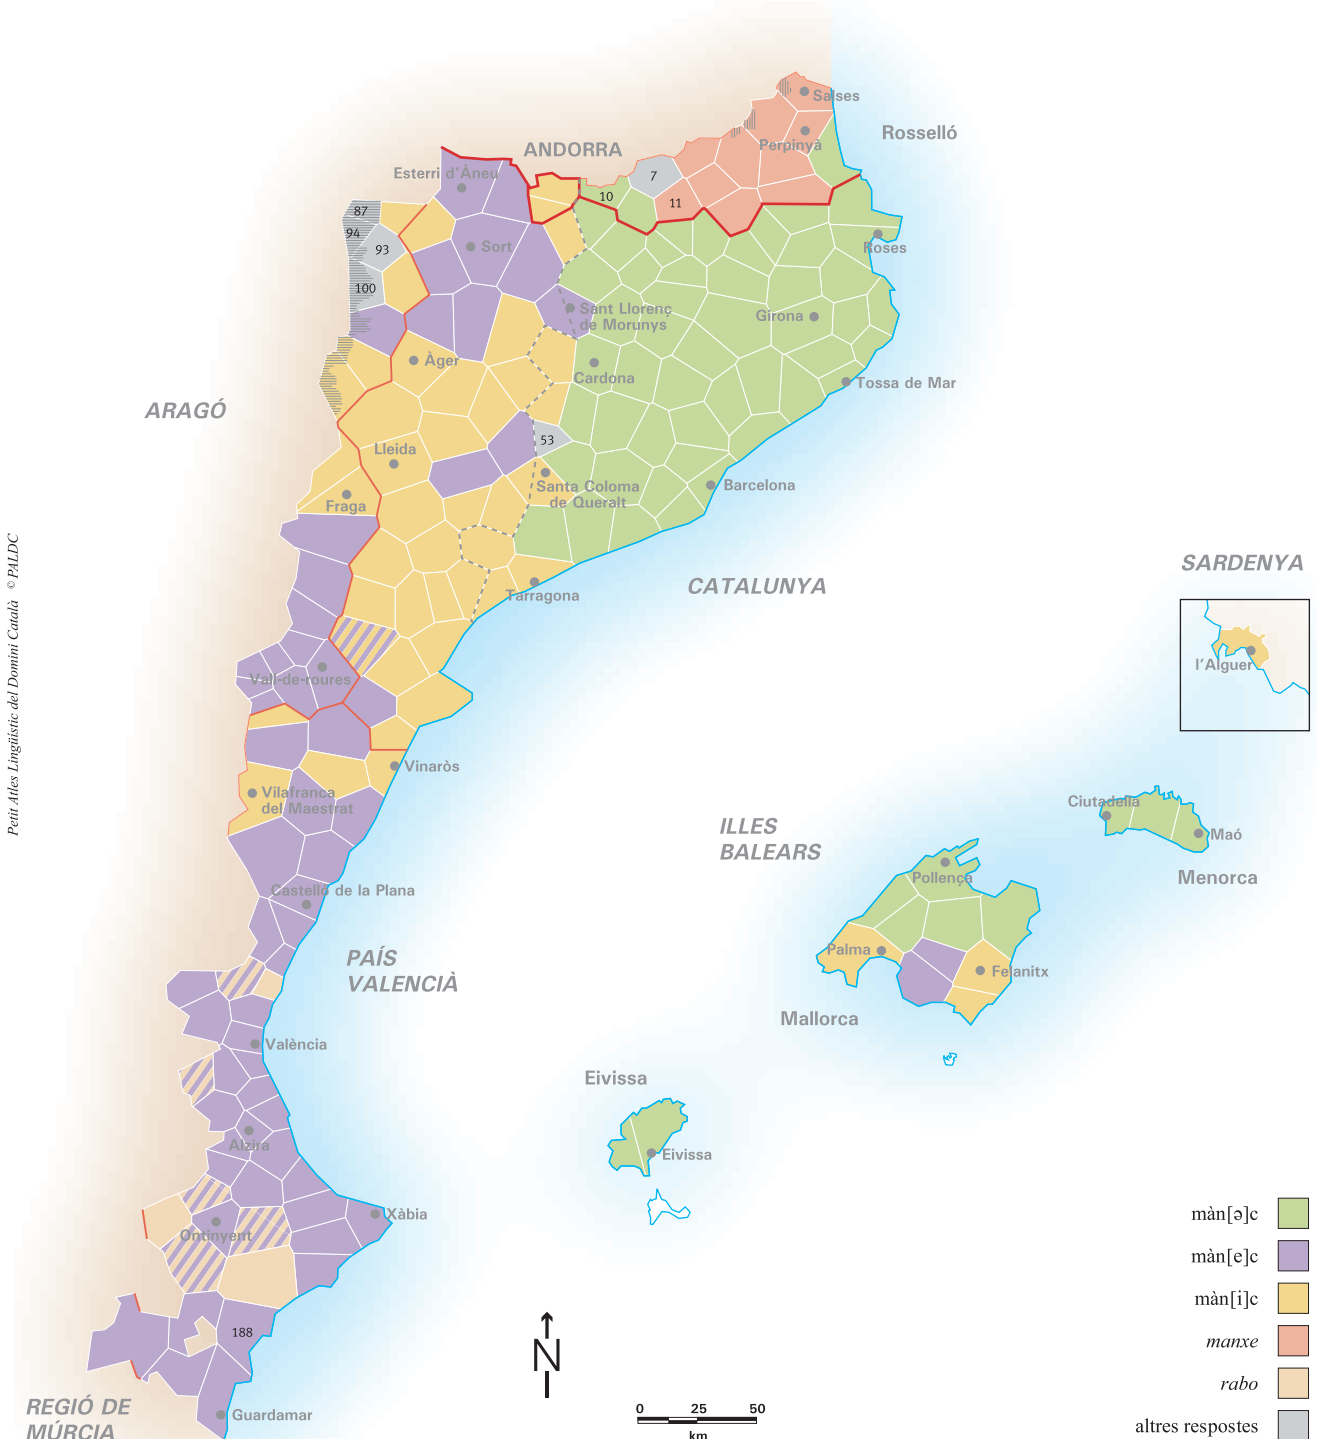 Salses
Rosselló
Perpinyà
ANDORRA
Esterri d'Àneu
7
10
11
87
94
93
100
Sort
Roses
Sant Llorenç
de Morunys
Girona
Àger
Cardona
Tossa de Mar
ARAGÓ
53
Lleida
Santa Coloma
de Queralt
Barcelona
Fraga
CATALUNYA
Tarragona
SARDENYA
l'Alguer
Petit Atles Lingüístic del Domini Català © PALDC
Vall-de-roures
Vinaròs
Vilafranca
del Maestrat
Castelló de la Plana
ILLES
BALEARS
Ciutadella
Maó
Menorca
Pollença
Palma
Felanitx
Mallorca
PAÍS
VALENCIÀ
València
Eivissa
Eivissa
Alzira
Xàbia
Ontinyent
188
Guardamar
REGIÓ DE
MÚRCIA
N
0 25 50
km
màn[ə]c
màn[e]c
màn[i]c
manxe
rabo
altres respostes